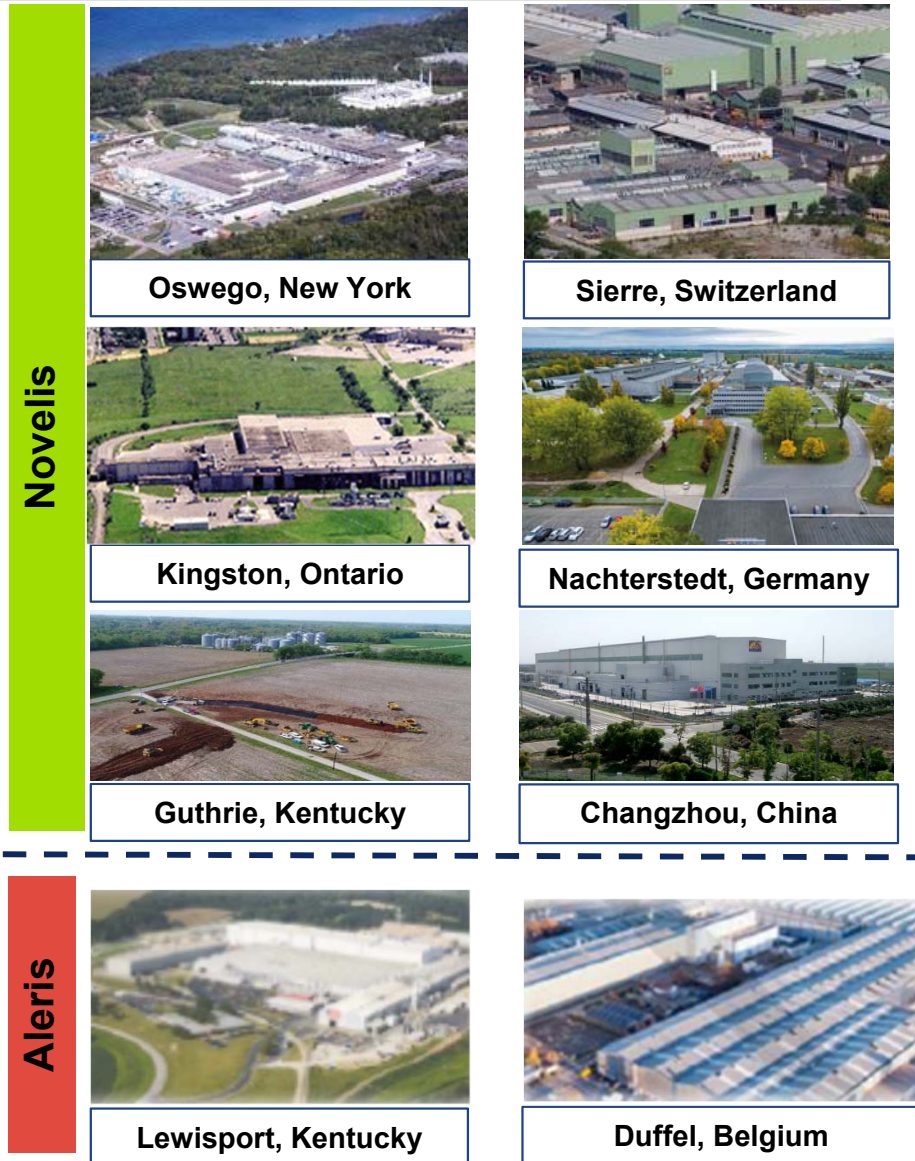 Novelis
Oswego, New York
Sierre, Switzerland
Kingston, Ontario
Nachterstedt, Germany
Guthrie, Kentucky
Changzhou, China
Aleris
Lewisport, Kentucky
Duffel, Belgium